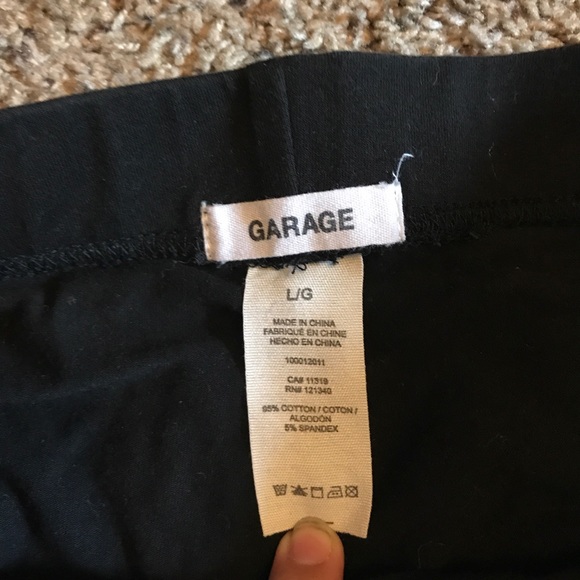 GARAGE
L/G
MADE IN CHINA
FABRIQUÉ EN CHINE
HECHO EN CHINA
100012011
CA# 11319
RN# 121340
95% COTTON / COTON /
ALGODÓN
5% SPANDEX